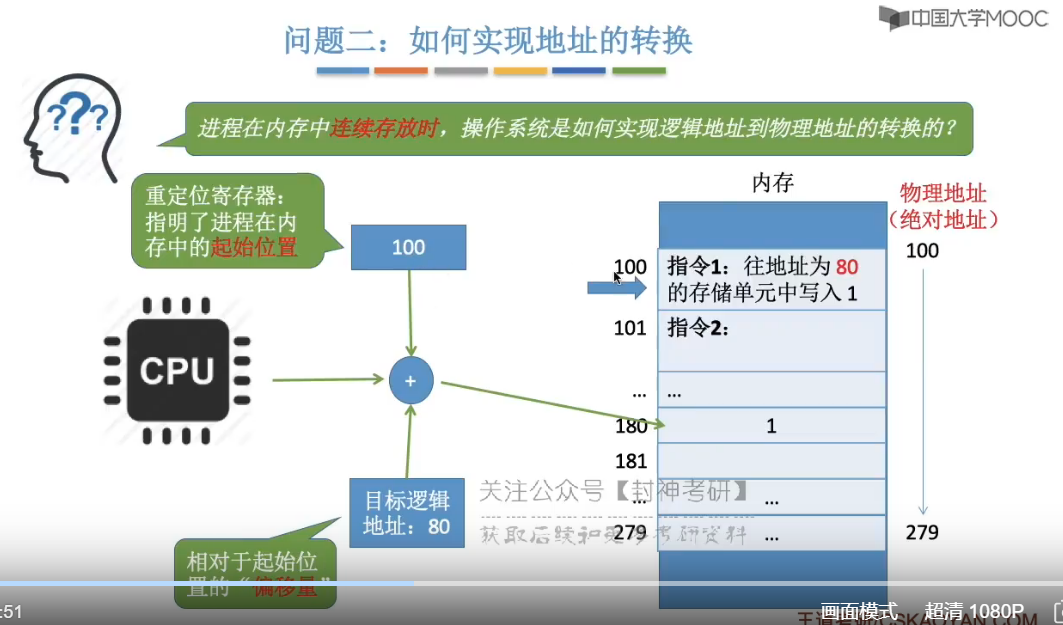 中国大学MOOC
问题二：如何实现地址的转换
???
进程在内存中连续存放时，操作系统是如何实现逻辑地址到物理地址的转换的？
重定位寄存器：
指明了进程在内
存中的起始位置
100
内存
物理地址
（绝对地址）
100
100
指令1：往地址为 80
的存储单元中写入 1
101
指令2：
CPU
+
...
...
180
1
181
目标逻辑
地址：80
关注公众号【封神考研】
...
...
获取后续和更多考研资料
279
...
279
相对于起始位
置的“偏移量”
:51
画面模式
超清 1080P
CSKAOYAN.COM